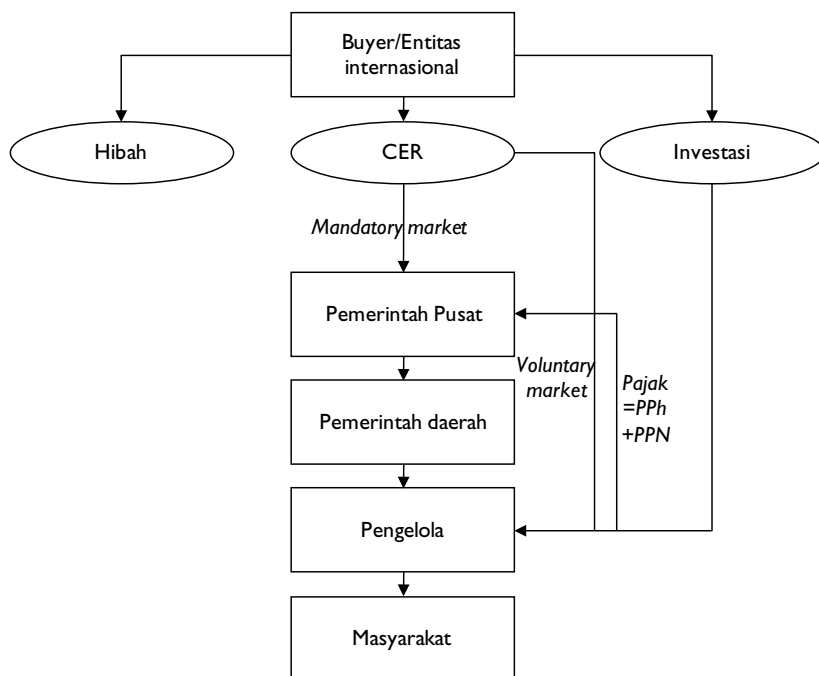 Buyer/Entitas
internasional
Hibah
CER
Investasi
Mandatory market
Pemerintah Pusat
Voluntary
market
Pajak
=PPh
+PPN
Pemerintah daerah
Pengelola
Masyarakat